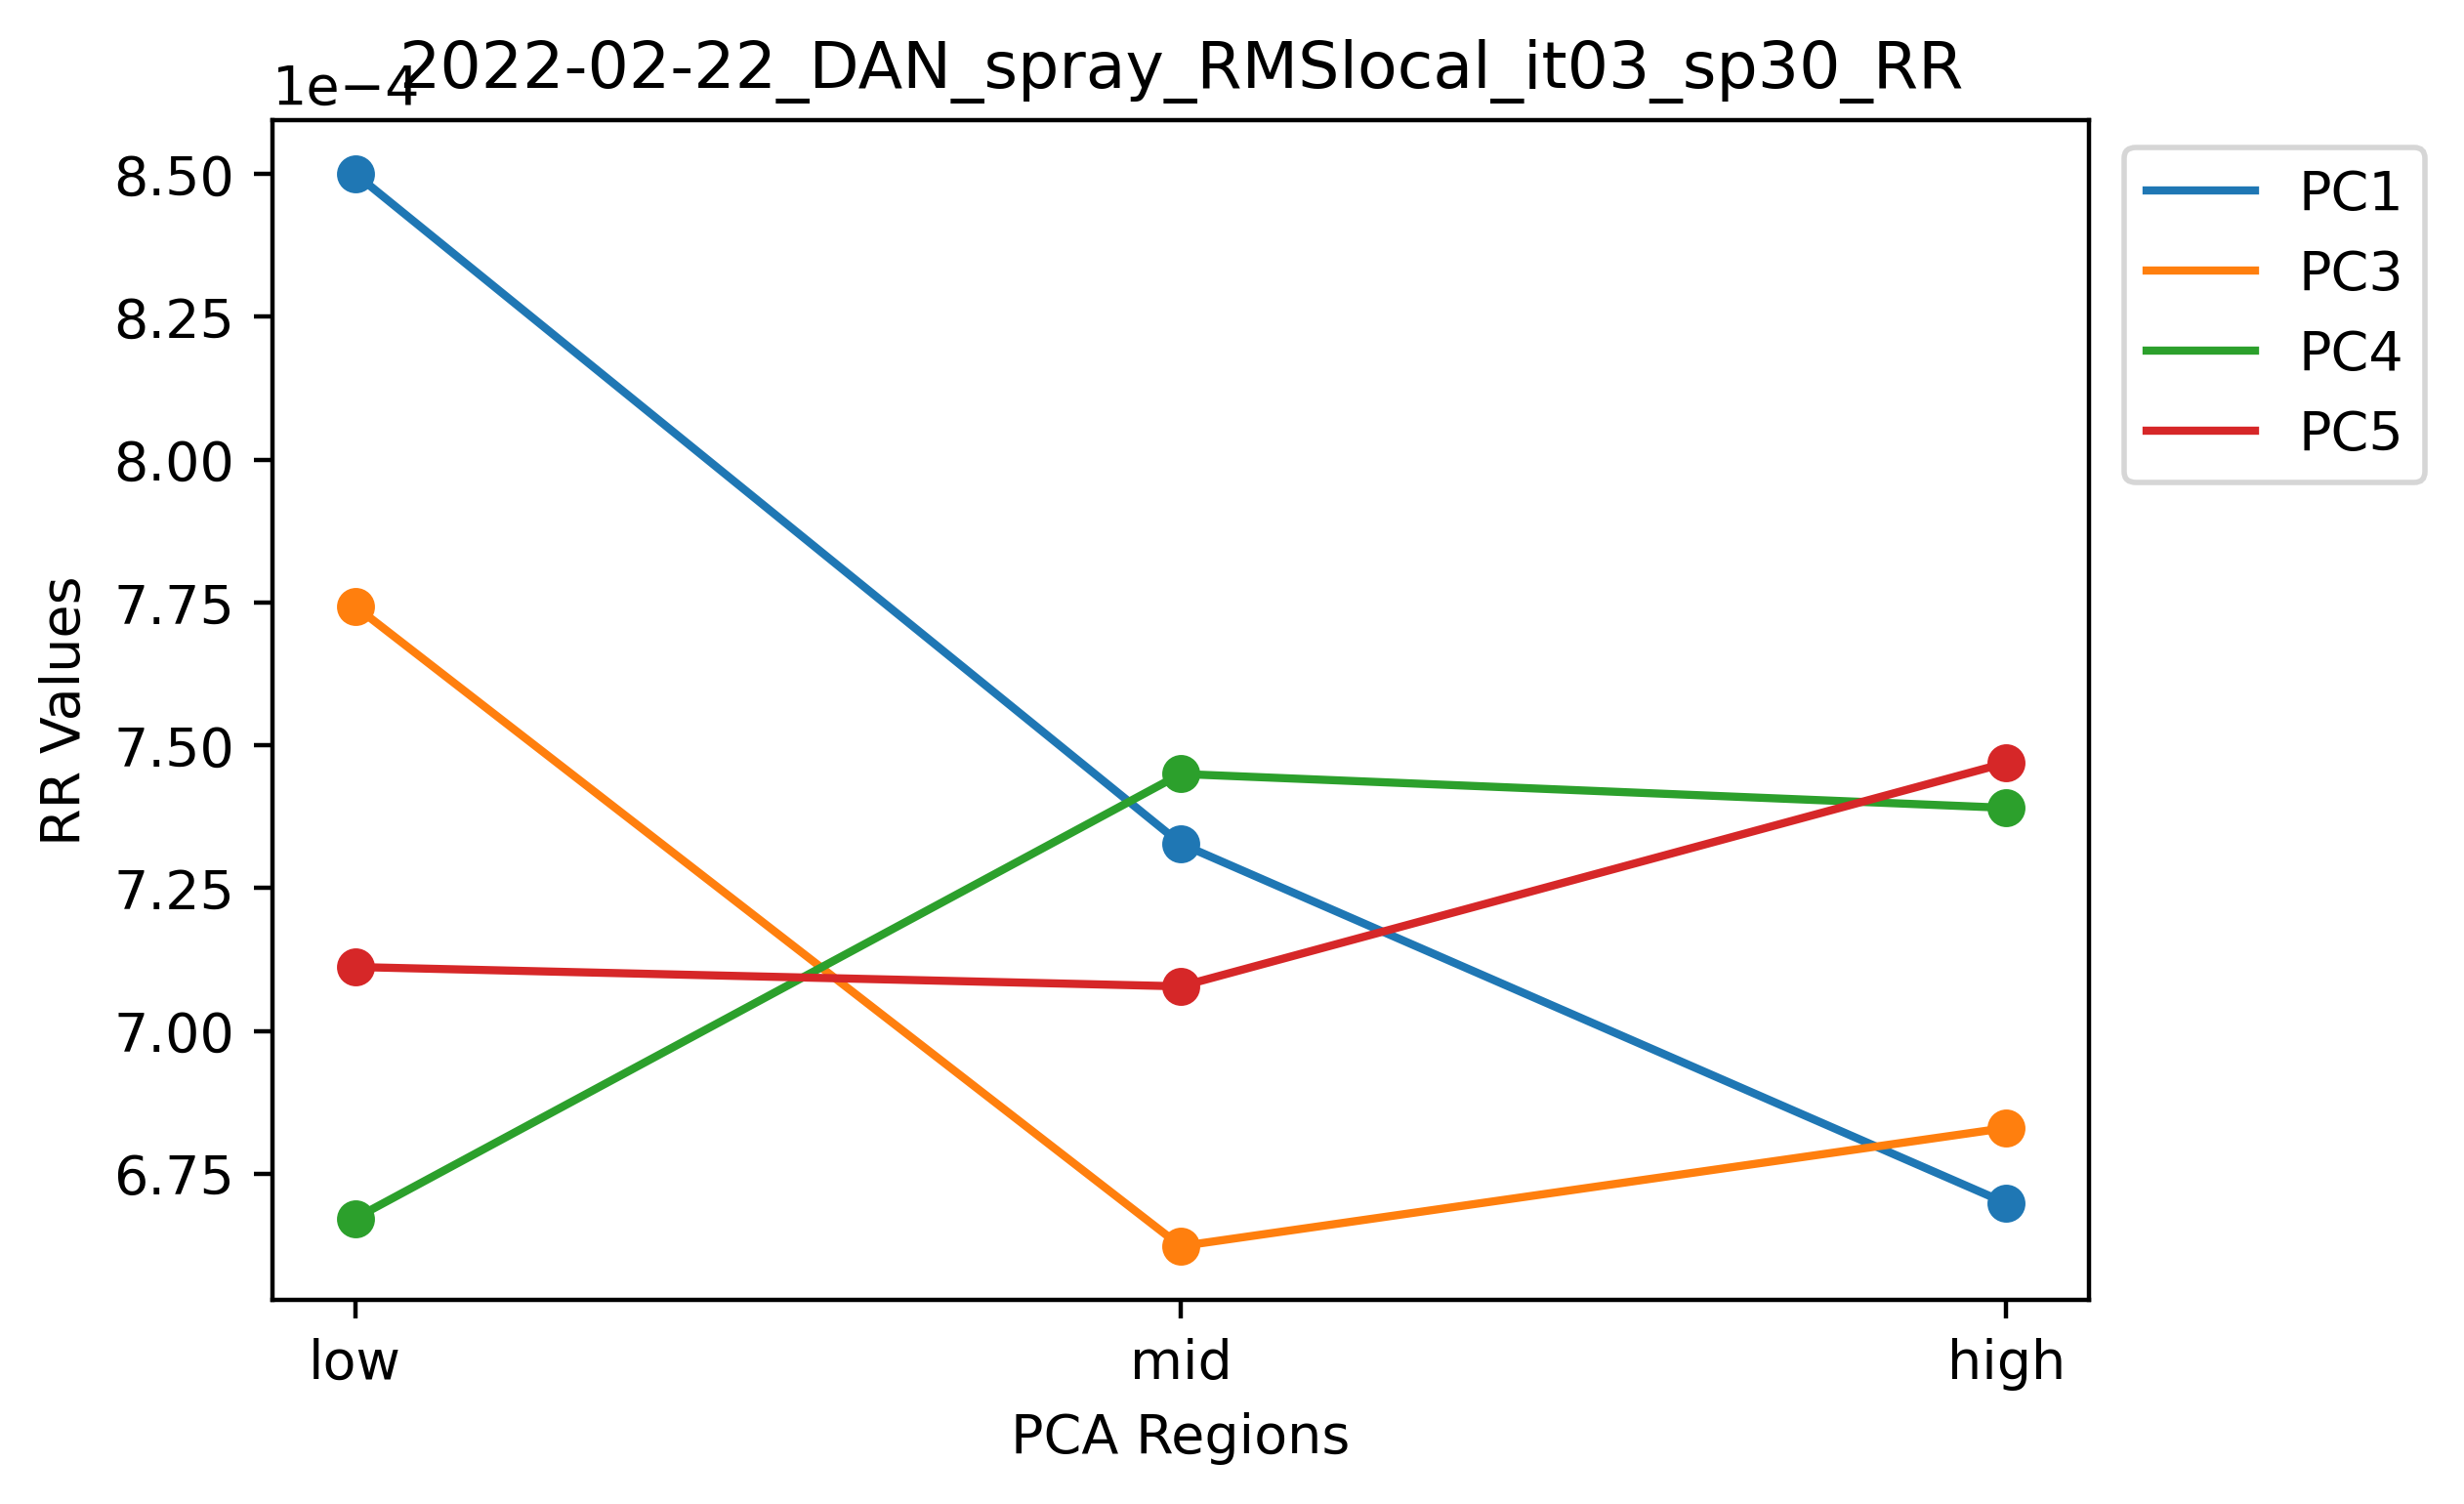 2022-02-22_DAN_spray_RMSlocal_it03_sp30_RR
1e−4
8.50
8.25
8.00
7.75
7.50
7.25
7.00
6.75
RR Values
low
mid
high
PCA Regions
PC1
PC3
PC4
PC5